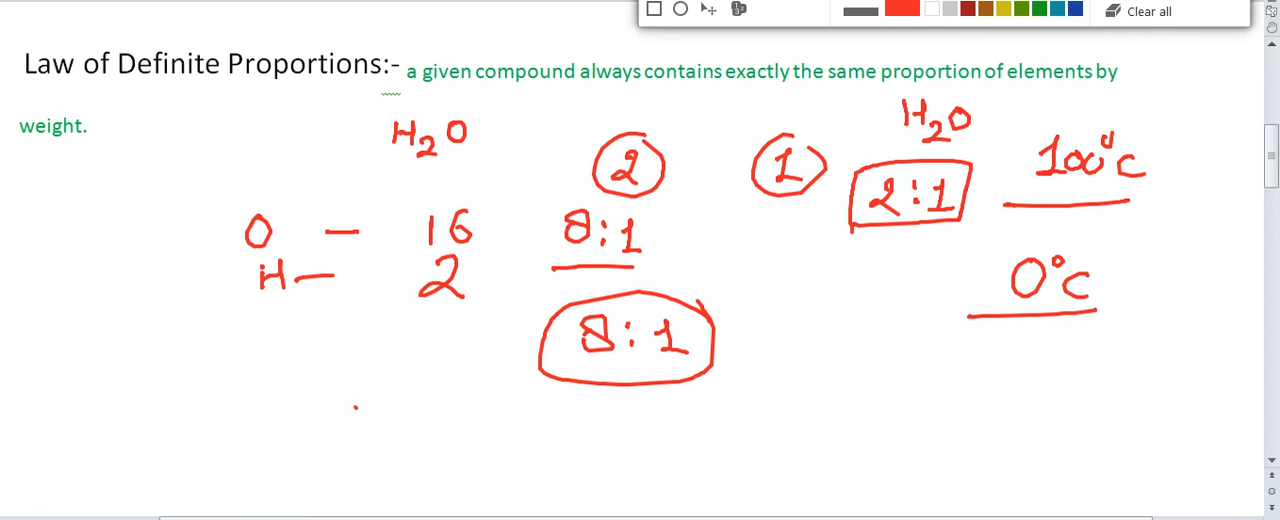 Clear all
Law of Definite Proportions:- a given compound always contains exactly the same proportion of elements by
weight.
H2O
2
1
H2O
2:1
100°C
O - 16 8:1
H - 2
0°C
8:1